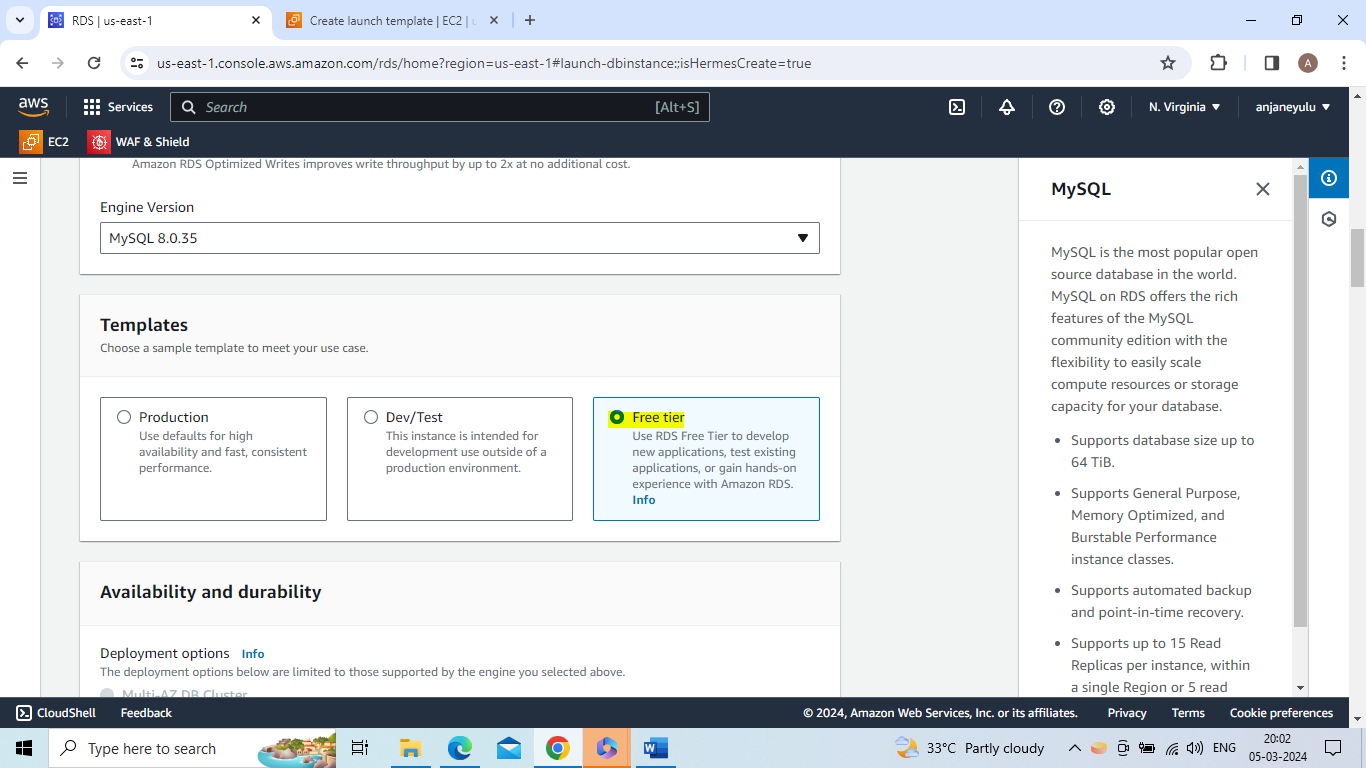 RDS | us-east-1
Create launch template | EC2 | u
us-east-1.console.aws.amazon.com/rds/home?region=us-east-1#launch-dbinstance:;isHermesCreate=true
A
aws
Services
Search
[Alt+S]
N. Virginia
anjaneyulu
EC2
WAF & Shield
Amazon RDS Optimized Writes improves write throughput by up to 2x at no additional cost.
Engine Version
MySQL 8.0.35
Templates
Choose a sample template to meet your use case.
Production
Use defaults for high
availability and fast, consistent
performance.
Dev/Test
This instance is intended for
development use outside of a
production environment.
Free tier
Use RDS Free Tier to develop
new applications, test existing
applications, or gain hands-on
experience with Amazon RDS.
Info
Availability and durability
Deployment options Info
The deployment options below are limited to those supported by the engine you selected above.
Multi-AZ DB Cluster
MySQL
MySQL is the most popular open
source database in the world.
MySQL on RDS offers the rich
features of the MySQL
community edition with the
flexibility to easily scale
compute resources or storage
capacity for your database.
• Supports database size up to
64 TiB.
• Supports General Purpose,
Memory Optimized, and
Burstable Performance
instance classes.
• Supports automated backup
and point-in-time recovery.
• Supports up to 15 Read
Replicas per instance, within
a single Region or 5 read
CloudShell
Feedback
© 2024, Amazon Web Services, Inc. or its affiliates.
Privacy
Terms
Cookie preferences
Type here to search
33°C Partly cloudy
ENG
20:02
05-03-2024